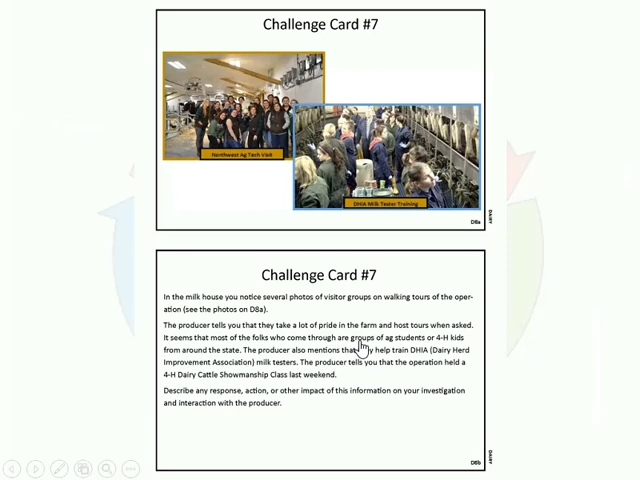 Challenge Card #7
Northwest Ag Tech Visit
DHIA Milk Tester Training
DAIRY
D8a
Challenge Card #7
In the milk house you notice several photos of visitor groups on walking tours of the oper-
ation (see the photos on D8a).
The producer tells you that they take a lot of pride in the farm and host tours when asked.
It seems that most of the folks who come through are groups of ag students or 4-H kids
from around the state. The producer also mentions that help train DHIA (Dairy Herd
Improvement Association) milk testers. The producer tells you that the operation held a
4-H Dairy Cattle Showmanship Class last weekend.
Describe any response, action, or other impact of this information on your investigation
and interaction with the producer.
DAIRY
D8b